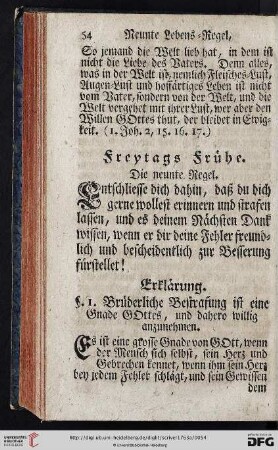 54 Neunte Lebens-Regel,
So jemand die Welt lieb hat, in dem ist
nicht die Liebe des Vaters. Denn alles,
was in der Welt ist, nemlich Fleisches-Lust,
Augen-Lust und hoffärtiges Leben ist nicht
vom Vater, sondern von der Welt, und die
Welt vergehet mit ihrer Lust, wer aber den
Willen GOttes thut, der bleibet in Ewig-
keit. (1. Joh. 2, 15. 16. 17.)
Freytags Frühe.
Die neunte Regel.
Entschliesse dich dahin, daß du dich
gerne wollest erinnern und strafen
lassen, und es deinem Nächsten Dank
wissen, wenn er dir deine Fehler freund-
lich und bescheidentlich zur Besserung
fürstellet!
Erklärung.
§. 1. Brüderliche Bestrafung ist eine
Gnade GOttes, und dahero willig
anzunehmen.
Es ist eine grosse Gnade von GOtt, wenn
der Mensch sich selbst, sein Herz und
Gebrechen kennet, wenn ihm sein Herz
bey jedem Fehler schlägt, und sein Gewissen
dem
UNIVERSITÄTS-BIBLIOTHEK HEIDELBERG
Gefördert durch die
DFG